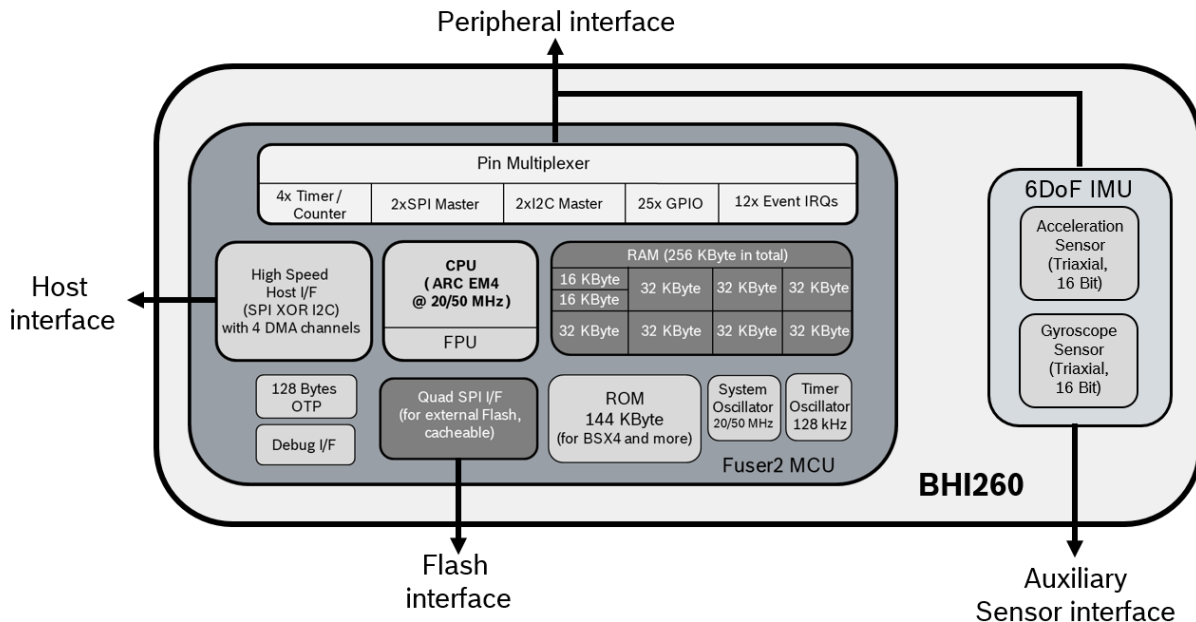 Peripheral interface
Pin Multiplexer
4x Timer /
Counter
2xSPI Master
2xI2C Master
25x GPIO
12x Event IRQs
6DoF IMU
Acceleration
Sensor
(Triaxial,
16 Bit)
Gyroscope
Sensor
(Triaxial,
16 Bit)
Host
interface
High Speed
Host I/F
(SPI XOR I2C)
with 4 DMA channels
CPU
( ARC EM4
@ 20/50 MHz)
FPU
RAM (256 KByte in total)
16 KByte
16 KByte
32 KByte
32 KByte
32 KByte
32 KByte
32 KByte
32 KByte
32 KByte
128 Bytes
OTP
Debug I/F
Quad SPI I/F
(for external Flash,
cacheable)
ROM
144 KByte
(for BSX4 and more)
System
Oscillator
20/50 MHz
Timer
Oscillator
128 kHz
Fuser2 MCU
BHI260
Flash
interface
Auxiliary
Sensor interface